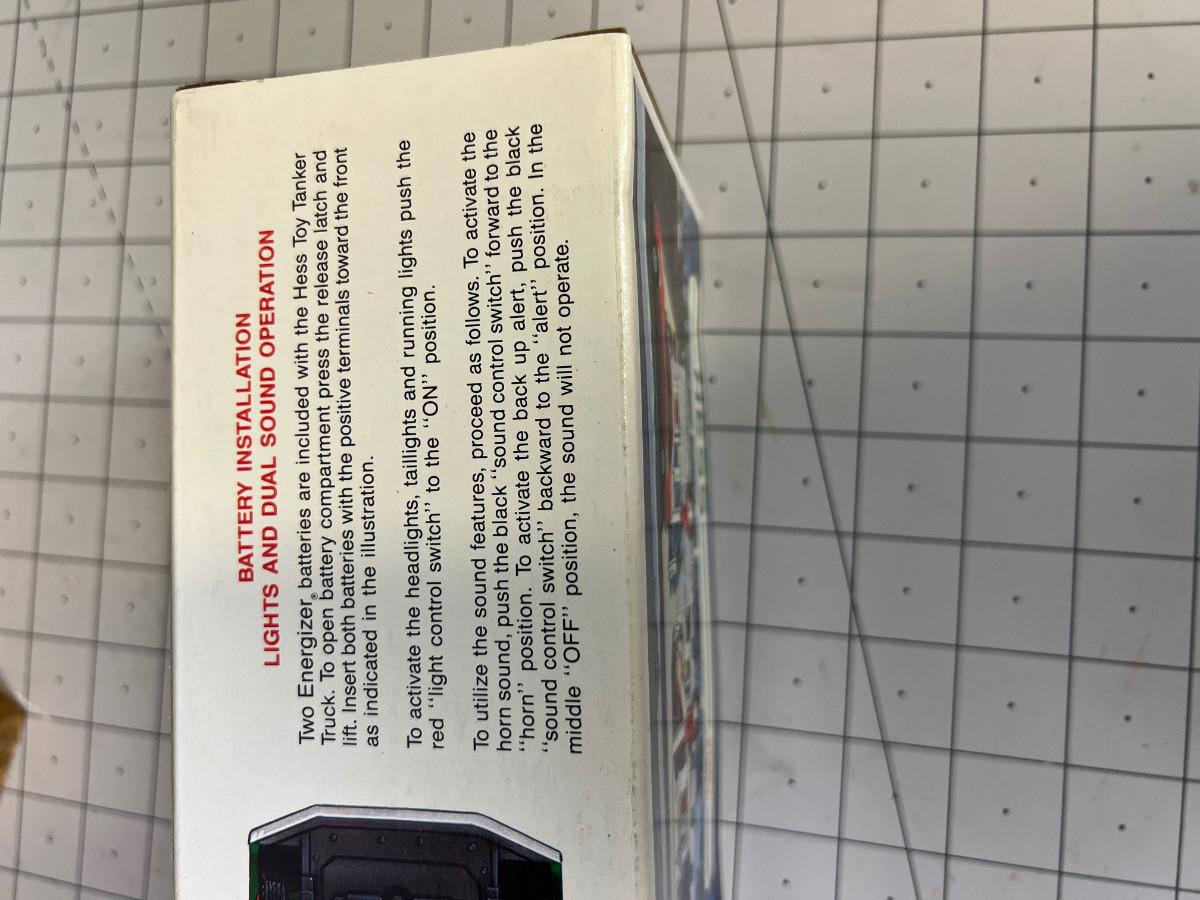 BATTERY INSTALLATION
LIGHTS AND DUAL SOUND OPERATION
Two Energizer® batteries are included with the Hess Toy Tanker
Truck. To open battery compartment press the release latch and
lift. Insert both batteries with the positive terminals toward the front
as indicated in the illustration.
To activate the headlights, taillights and running lights push the
red “light control switch” to the “ON” position.
To utilize the sound features, proceed as follows. To activate the
horn sound, push the black “sound control switch” forward to the
“horn” position. To activate the back up alert, push the black
“sound control switch” backward to the “alert” position. In the
middle “OFF” position, the sound will not operate.